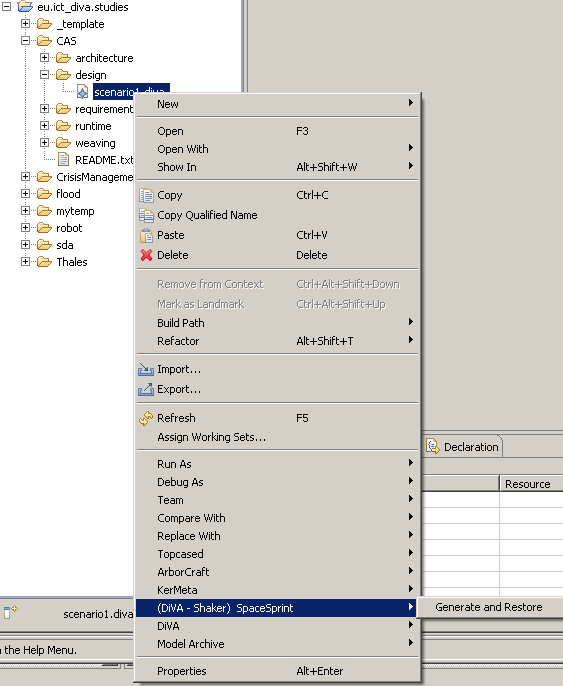 eu.ict_diva.studies
_template
CAS
architecture
design
scenario1.diva
requirement
runtime
weaving
README.txt
CrisisManageme
flood
mytemp
robot
sda
Thales
New
Open F3
Open With
Show In Alt+Shift+W
Copy Ctrl+C
Copy Qualified Name
Paste Ctrl+V
Delete Delete
Remove from Context Ctrl+Alt+Shift+Down
Mark as Landmark Ctrl+Alt+Shift+Up
Build Path
Refactor Alt+Shift+T
Import...
Export...
Refresh F5
Assign Working Sets...
Run As
Debug As
Team
Compare With
Replace With
Topcased
ArborCraft
KerMeta
(DiVA - Shaker) SpaceSprint
Generate and Restore
DiVA
Model Archive
Properties Alt+Enter
Declaration
Resource
scenario1.diva
n the Help Menu.